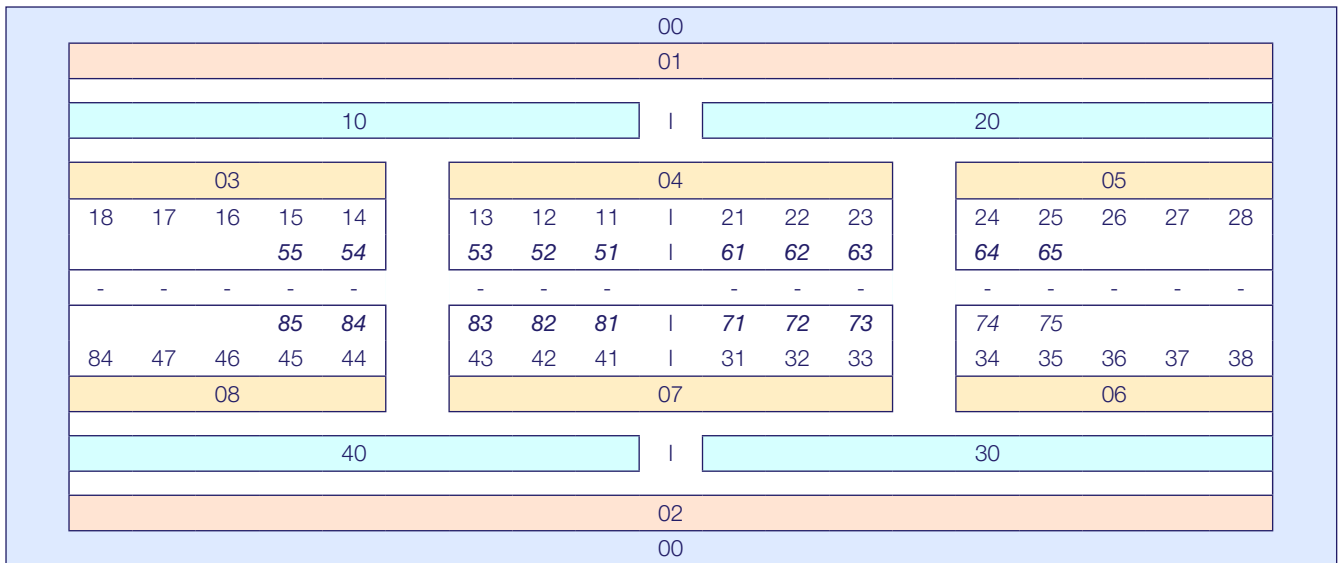 00
01
10 | 20
03 04 05
18 17 16 15 14 13 12 11 | 21 22 23 24 25 26 27 28
55 54 53 52 51 | 61 62 63 64 65
- - - - - - - - - - - - - - - -
85 84 83 82 81 | 71 72 73 74 75
84 47 46 45 44 43 42 41 | 31 32 33 34 35 36 37 38
08 07 06
40 | 30
02
00